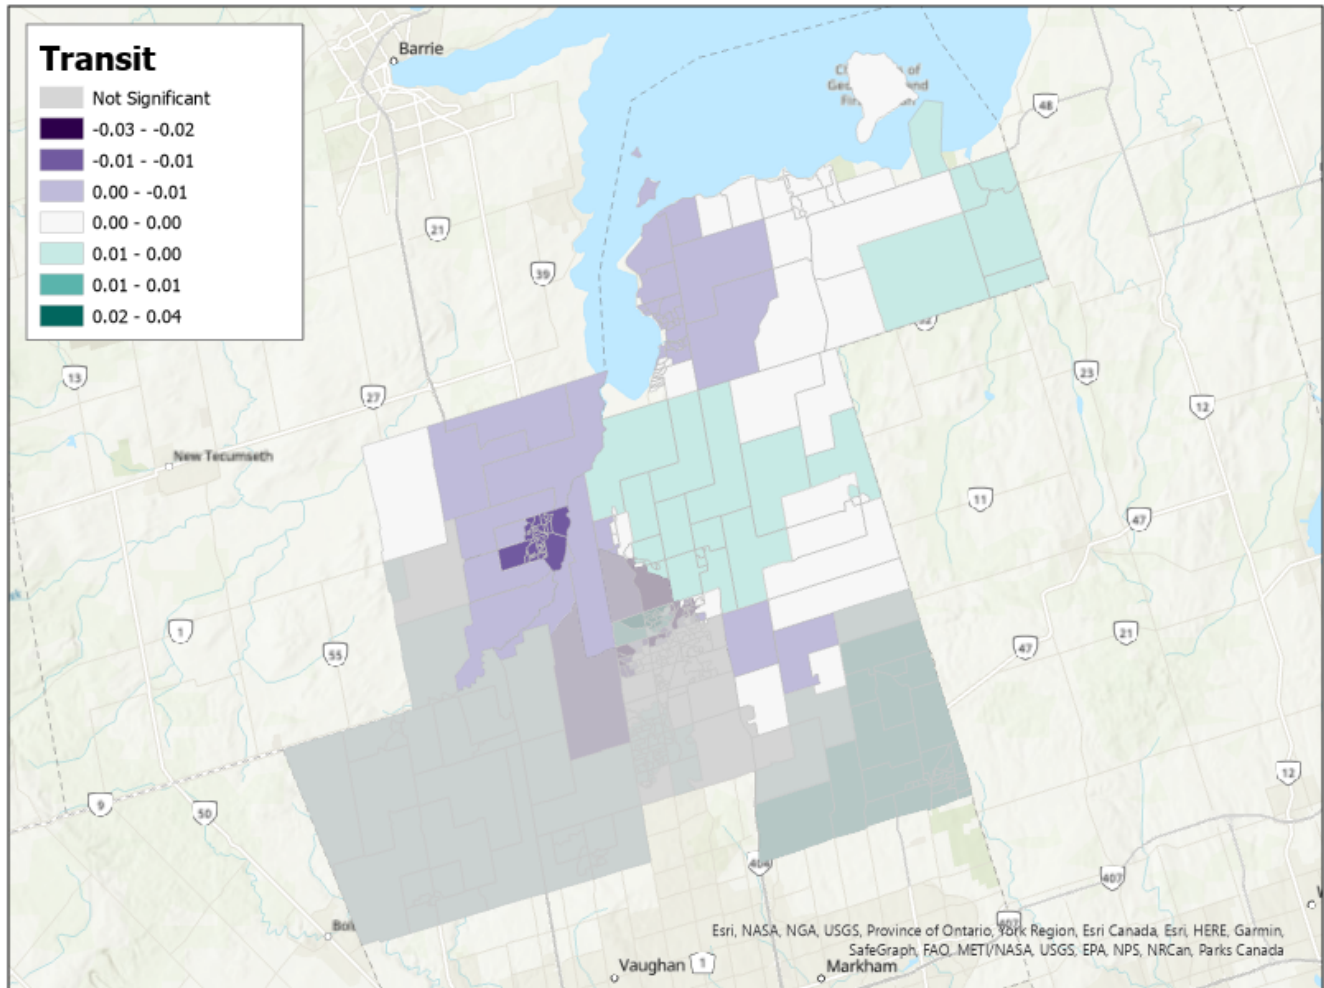 Transit
Not Significant
-0.03 - -0.02
-0.01 - -0.01
0.00 - -0.01
0.00 - 0.00
0.01 - 0.00
0.01 - 0.01
0.02 - 0.04
Barrie
of
48
21
39
13
27
23
12
New Tecumseth
11
47
1
55
47
21
9
50
12
404
407
407
Esri, NASA, NGA, USGS, Province of Ontario, York Region, Esri Canada, Esri, HERE, Garmin,
SafeGraph, FAO, METI/NASA, USGS, EPA, NPS, NRCan, Parks Canada
Vaughan
1
Markham